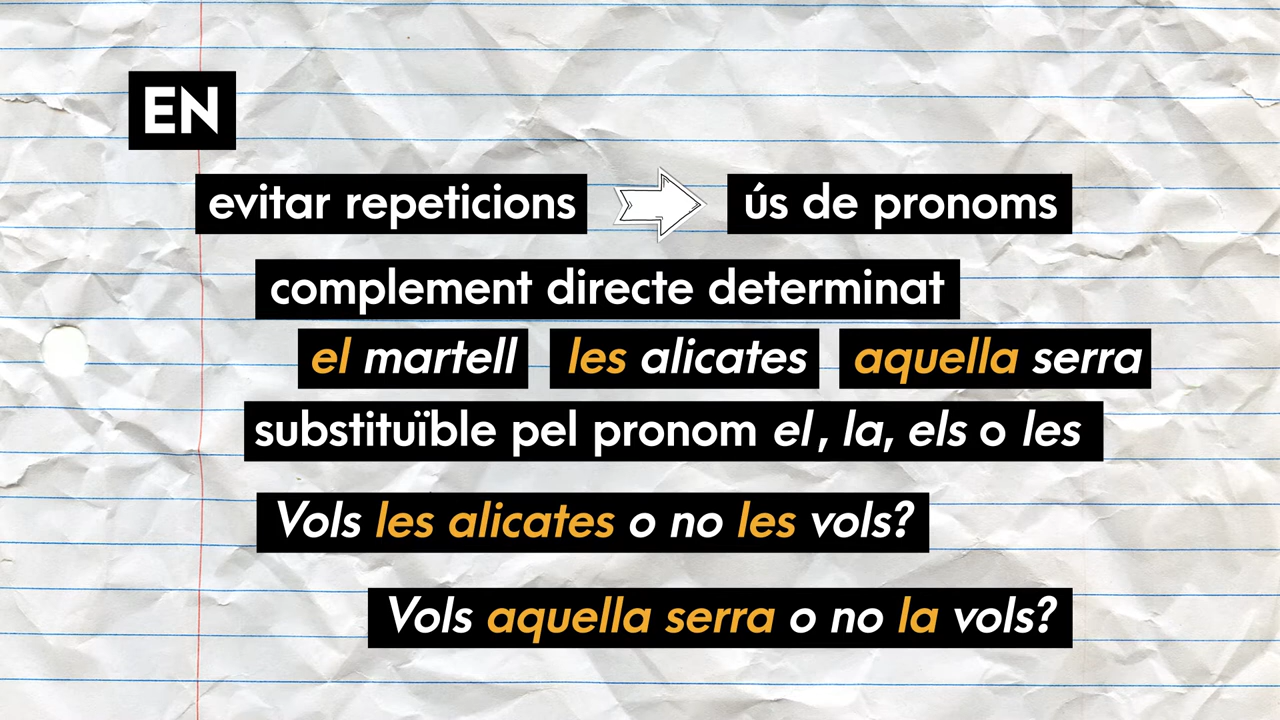 EN
evitar repeticions ús de pronoms
complement directe determinat
el martell les alicates aquella serra
substituïble pel pronom el, la, els o les
Vols les alicates o no les vols?
Vols aquella serra o no la vols?